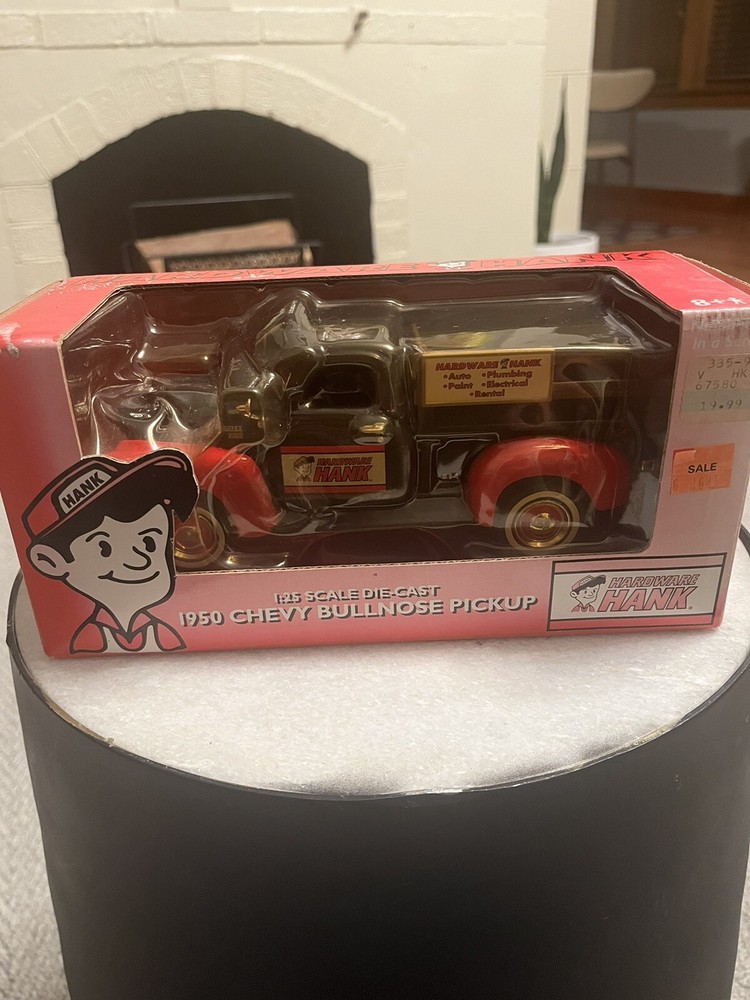 8+
335-
V HK
67580
19.99
SALE
HARDWARE HANK
•Auto •Plumbing
•Paint •Electrical
•Rental
HARDWARE
HANK
HANK
1:25 SCALE DIE-CAST
1950 CHEVY BULLNOSE PICKUP
HARDWARE
HANK®